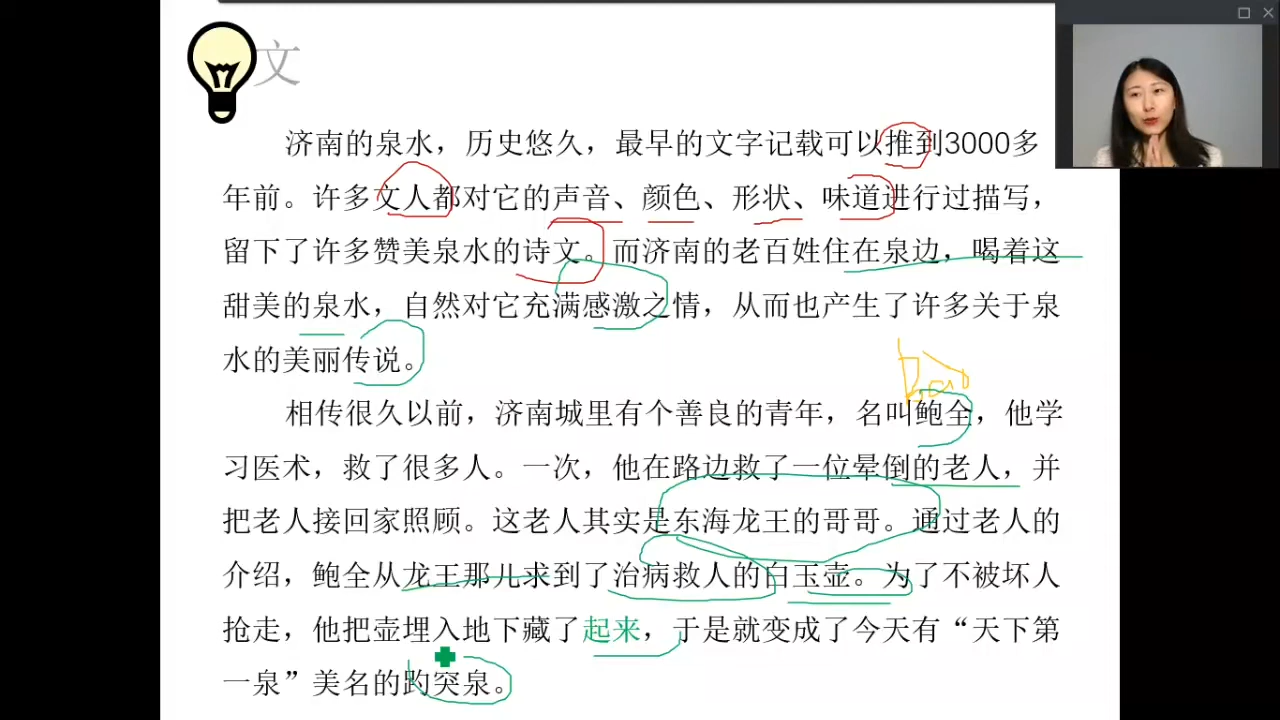 文
济南的泉水，历史悠久，最早的文字记载可以推到3000多
年前。许多文人都对它的声音、颜色、形状、味道进行过描写，
留下了许多赞美泉水的诗文。而济南的老百姓住在泉边，喝着这
甜美的泉水，自然对它充满感激之情，从而也产生了许多关于泉
水的美丽传说。
相传很久以前，济南城里有个善良的青年，名叫鲍全，他学
习医术，救了很多人。一次，他在路边救了一位晕倒的老人，并
把老人接回家照顾。这老人其实是东海龙王的哥哥。通过老人的
介绍，鲍全从龙王那儿求到了治病救人的白玉壶。为了不被坏人
抢走，他把壶埋入地下藏了起来，于是就变成了今天有“天下第
一泉”美名的趵突泉。